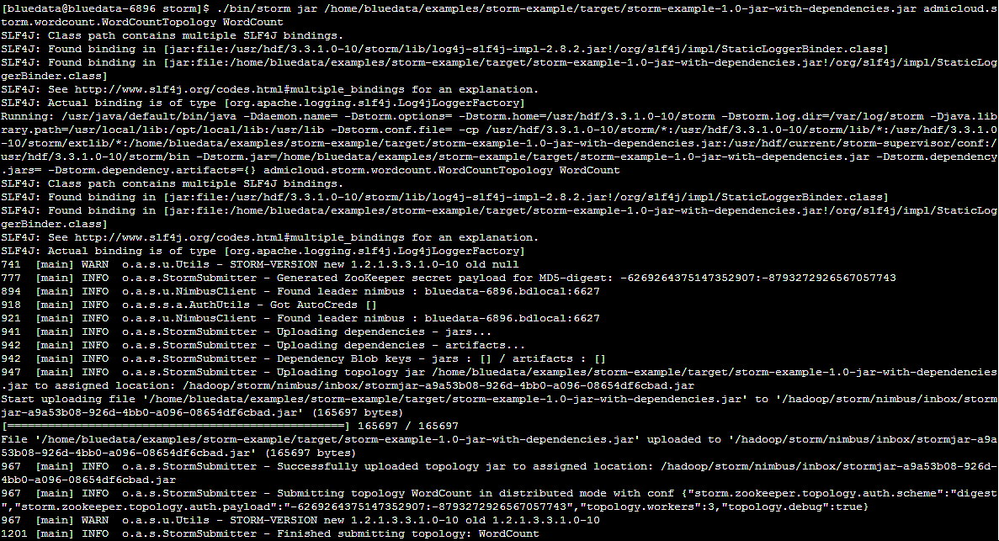 [bluedata@bluedata-6896 storm]$ ./bin/storm jar /home/bluedata/examples/storm-example/target/storm-example-1.0-jar-with-dependencies.jar admicloud.s
torm.wordcount.WordCountTopology WordCount
SLF4J: Class path contains multiple SLF4J bindings.
SLF4J: Found binding in [jar:file:/usr/hdf/3.3.1.0-10/storm/lib/log4j-slf4j-impl-2.8.2.jar!/org/slf4j/impl/StaticLoggerBinder.class]
SLF4J: Found binding in [jar:file:/home/bluedata/examples/storm-example/target/storm-example-1.0-jar-with-dependencies.jar!/org/slf4j/impl/StaticLog
gerBinder.class]
SLF4J: See http://www.slf4j.org/codes.html#multiple_bindings for an explanation.
SLF4J: Actual binding is of type [org.apache.logging.slf4j.Log4jLoggerFactory]
Running: /usr/java/default/bin/java -Ddaemon.name= -Dstorm.options= -Dstorm.home=/usr/hdf/3.3.1.0-10/storm -Dstorm.log.dir=/var/log/storm -Djava.lib
rary.path=/usr/local/lib:/opt/local/lib:/usr/lib -Dstorm.conf.file= -cp /usr/hdf/3.3.1.0-10/storm/*:/usr/hdf/3.3.1.0-10/storm/lib/*:/usr/hdf/3.3.1.0
-10/storm/extlib/*:/home/bluedata/examples/storm-example/target/storm-example-1.0-jar-with-dependencies.jar:/usr/hdf/current/storm-supervisor/conf:/
usr/hdf/3.3.1.0-10/storm/bin -Dstorm.jar=/home/bluedata/examples/storm-example/target/storm-example-1.0-jar-with-dependencies.jar -Dstorm.dependency
.jars= -Dstorm.dependency.artifacts={} admicloud.storm.wordcount.WordCountTopology WordCount
SLF4J: Class path contains multiple SLF4J bindings.
SLF4J: Found binding in [jar:file:/usr/hdf/3.3.1.0-10/storm/lib/log4j-slf4j-impl-2.8.2.jar!/org/slf4j/impl/StaticLoggerBinder.class]
SLF4J: Found binding in [jar:file:/home/bluedata/examples/storm-example/target/storm-example-1.0-jar-with-dependencies.jar!/org/slf4j/impl/StaticLog
gerBinder.class]
SLF4J: See http://www.slf4j.org/codes.html#multiple_bindings for an explanation.
SLF4J: Actual binding is of type [org.apache.logging.slf4j.Log4jLoggerFactory]
741  [main] WARN  o.a.s.u.Utils - STORM-VERSION new 1.2.1.3.3.1.0-10 old null
777  [main] INFO  o.a.s.StormSubmitter - Generated ZooKeeper secret payload for MD5-digest: -6269264375147352907:-8793272926567057743
894  [main] INFO  o.a.s.u.NimbusClient - Found leader nimbus : bluedata-6896.bdlocal:6627
918  [main] INFO  o.a.s.s.a.AuthUtils - Got AutoCreds []
921  [main] INFO  o.a.s.u.NimbusClient - Found leader nimbus : bluedata-6896.bdlocal:6627
941  [main] INFO  o.a.s.StormSubmitter - Uploading dependencies - jars...
942  [main] INFO  o.a.s.StormSubmitter - Uploading dependencies - artifacts...
942  [main] INFO  o.a.s.StormSubmitter - Dependency Blob keys - jars : [] / artifacts : []
947  [main] INFO  o.a.s.StormSubmitter - Uploading topology jar /home/bluedata/examples/storm-example/target/storm-example-1.0-jar-with-dependencies
.jar to assigned location: /hadoop/storm/nimbus/inbox/stormjar-a9a53b08-926d-4bb0-a096-08654df6cbad.jar
Start uploading file '/home/bluedata/examples/storm-example/target/storm-example-1.0-jar-with-dependencies.jar' to '/hadoop/storm/nimbus/inbox/storm
jar-a9a53b08-926d-4bb0-a096-08654df6cbad.jar' (165697 bytes)
[==================================================] 165697 / 165697
File '/home/bluedata/examples/storm-example/target/storm-example-1.0-jar-with-dependencies.jar' uploaded to '/hadoop/storm/nimbus/inbox/stormjar-a9a
53b08-926d-4bb0-a096-08654df6cbad.jar' (165697 bytes)
967  [main] INFO  o.a.s.StormSubmitter - Successfully uploaded topology jar to assigned location: /hadoop/storm/nimbus/inbox/stormjar-a9a53b08-926d-
4bb0-a096-08654df6cbad.jar
967  [main] INFO  o.a.s.StormSubmitter - Submitting topology WordCount in distributed mode with conf {"storm.zookeeper.topology.auth.scheme":"digest
","storm.zookeeper.topology.auth.payload":"-6269264375147352907:-8793272926567057743","topology.workers":3,"topology.debug":true}
967  [main] WARN  o.a.s.u.Utils - STORM-VERSION new 1.2.1.3.3.1.0-10 old 1.2.1.3.3.1.0-10
1201 [main] INFO  o.a.s.StormSubmitter - Finished submitting topology: WordCount